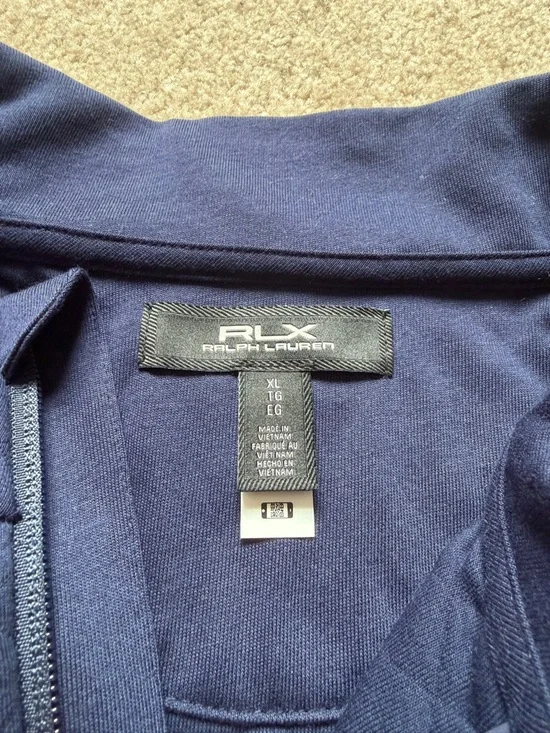 RLX
RALPH LAUREN
XL
TG
EG
MADE IN
VIETNAM
FABRIQUÉ AU
VIETNAM
HECHO EN
VIETNAM